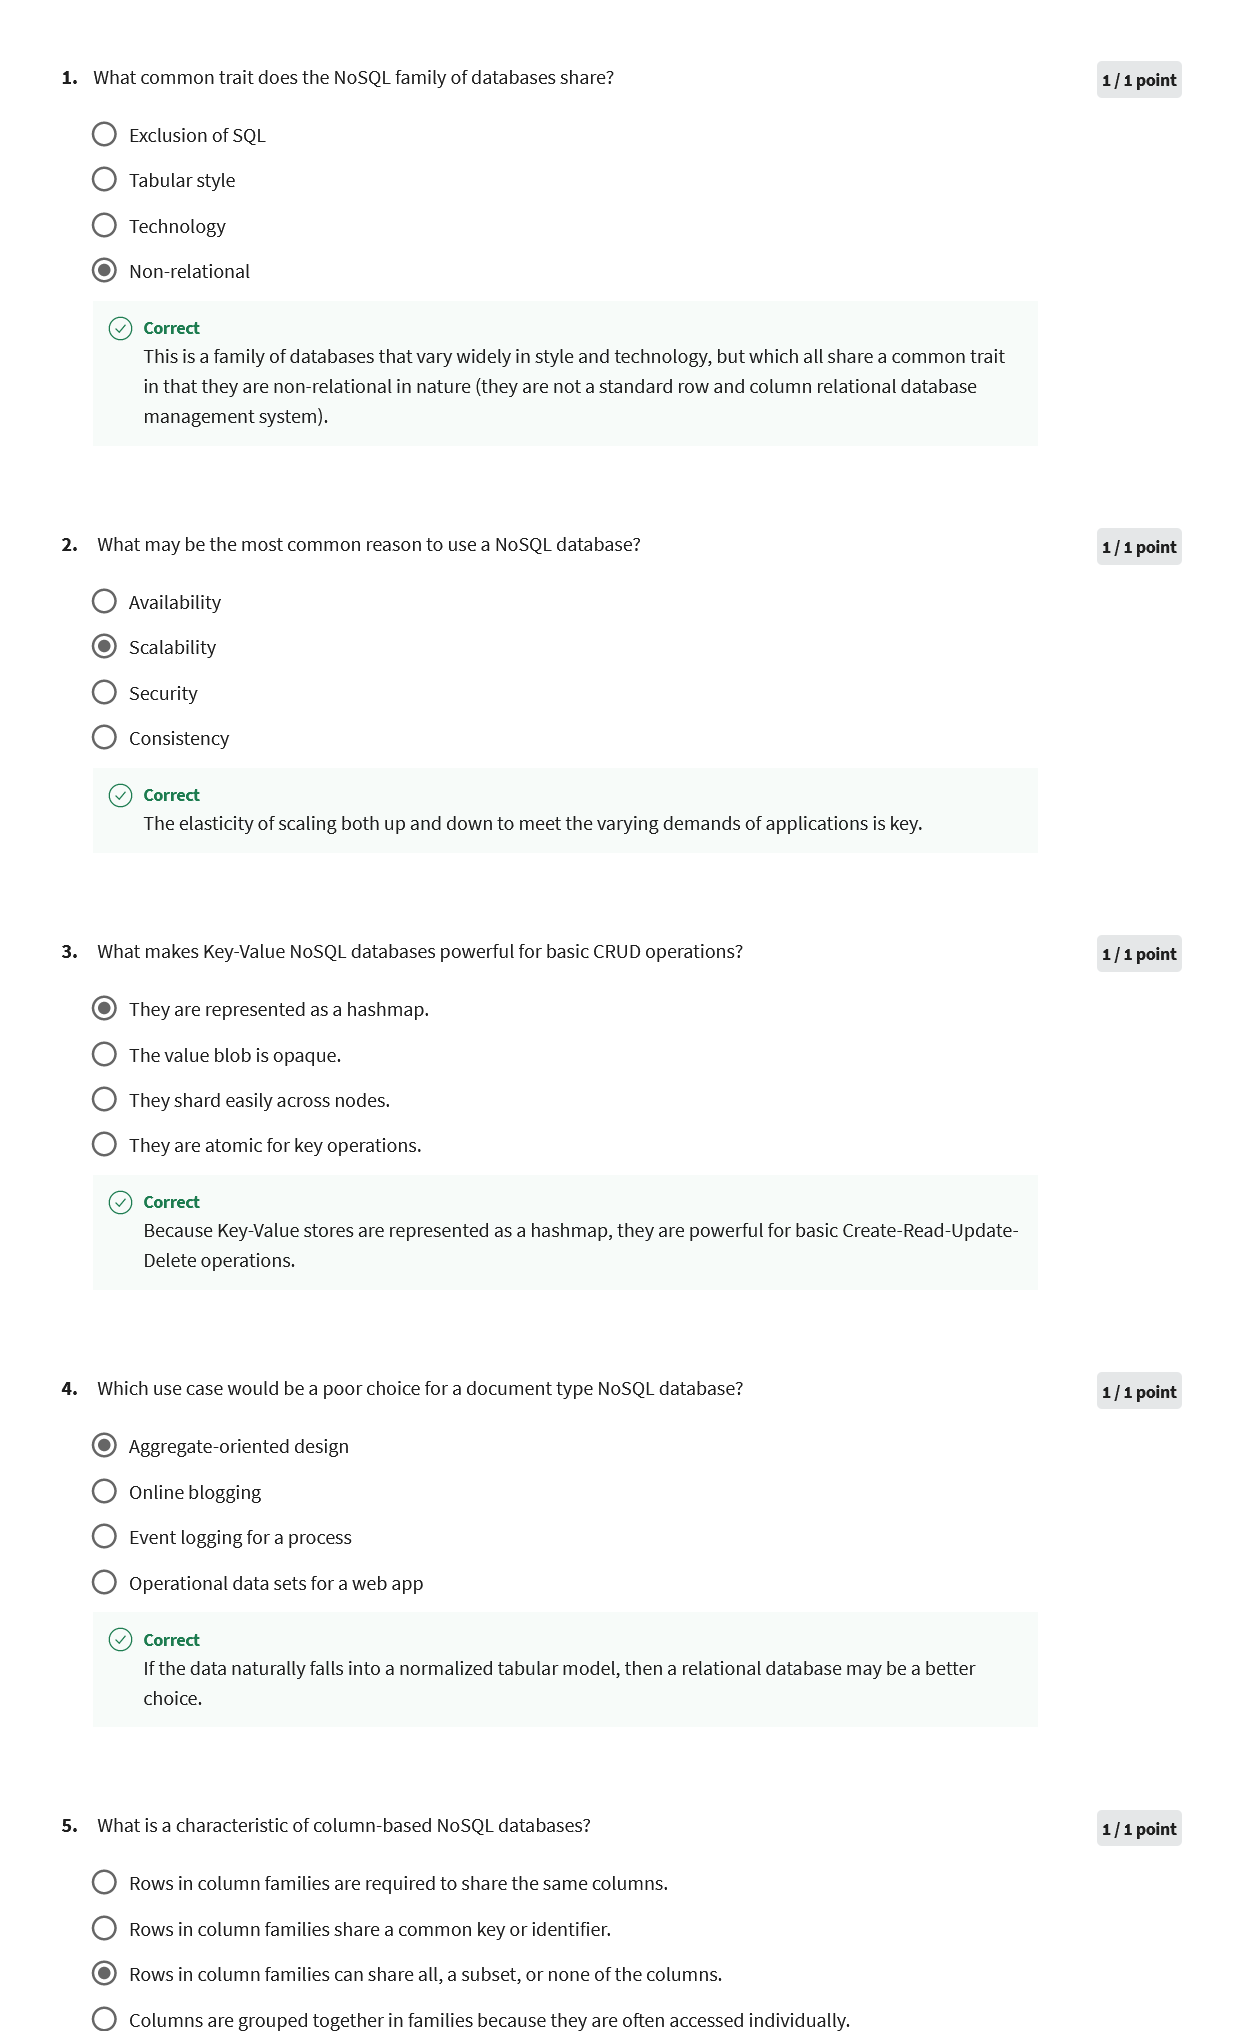 1. What common trait does the NoSQL family of databases share?
1 / 1 point
Exclusion of SQL
Tabular style
Technology
Non-relational
Correct
This is a family of databases that vary widely in style and technology, but which all share a common trait
in that they are non-relational in nature (they are not a standard row and column relational database
management system).
2. What may be the most common reason to use a NoSQL database?
1 / 1 point
Availability
Scalability
Security
Consistency
Correct
The elasticity of scaling both up and down to meet the varying demands of applications is key.
3. What makes Key-Value NoSQL databases powerful for basic CRUD operations?
1 / 1 point
They are represented as a hashmap.
The value blob is opaque.
They shard easily across nodes.
They are atomic for key operations.
Correct
Because Key-Value stores are represented as a hashmap, they are powerful for basic Create-Read-Update-
Delete operations.
4. Which use case would be a poor choice for a document type NoSQL database?
1 / 1 point
Aggregate-oriented design
Online blogging
Event logging for a process
Operational data sets for a web app
Correct
If the data naturally falls into a normalized tabular model, then a relational database may be a better
choice.
5. What is a characteristic of column-based NoSQL databases?
1 / 1 point
Rows in column families are required to share the same columns.
Rows in column families share a common key or identifier.
Rows in column families can share all, a subset, or none of the columns.
Columns are grouped together in families because they are often accessed individually.